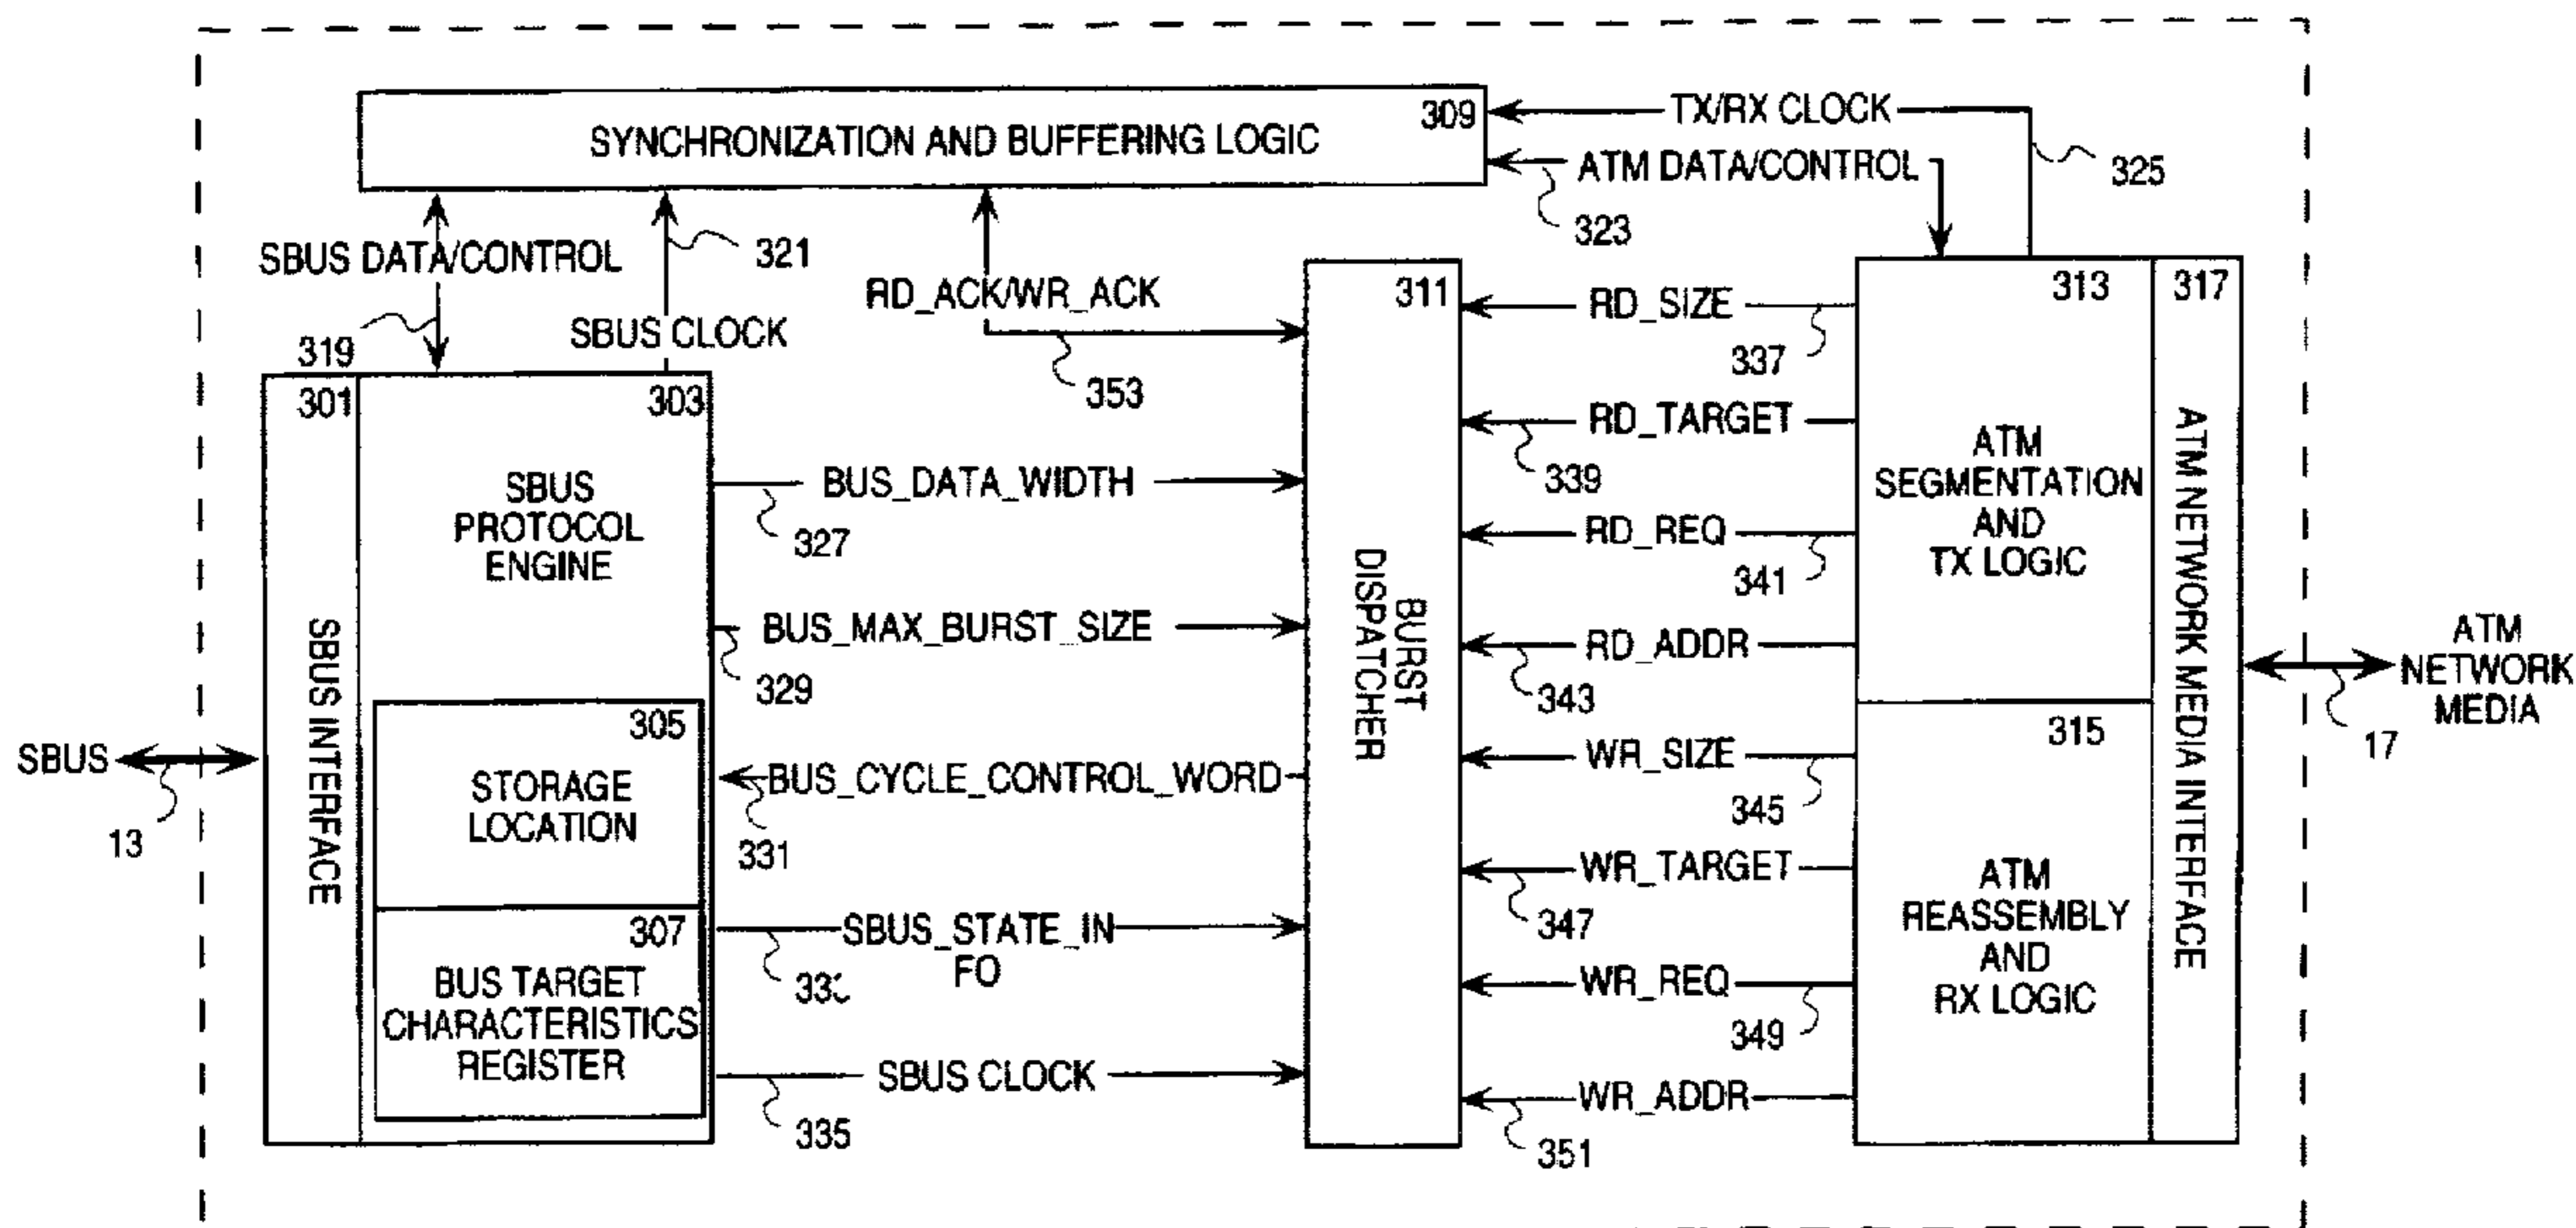 309
SYNCHRONIZATION AND BUFFERING LOGIC
TX/RX CLOCK
325
ATM DATA/CONTROL
323
SBUS DATA/CONTROL
319
321
SBUS CLOCK
RD_ACK/WR_ACK
353
301
SBUS INTERFACE
303
SBUS
PROTOCOL
ENGINE
305
STORAGE
LOCATION
307
BUS TARGET
CHARACTERISTICS
REGISTER
SBUS
13
BUS_DATA_WIDTH
327
BUS_MAX_BURST_SIZE
329
BUS_CYCLE_CONTROL_WORD
331
SBUS_STATE_IN
FO
SBUS CLOCK
335
311
BURST
DISPATCHER
RD_SIZE
337
RD_TARGET
339
RD_REQ
341
RD_ADDR
343
WR_SIZE
345
WR_TARGET
347
WR_REQ
349
WR_ADDR
351
313
ATM
SEGMENTATION
AND
TX LOGIC
315
ATM
REASSEMBLY
AND
RX LOGIC
317
ATM NETWORK MEDIA INTERFACE
ATM
NETWORK
MEDIA
17